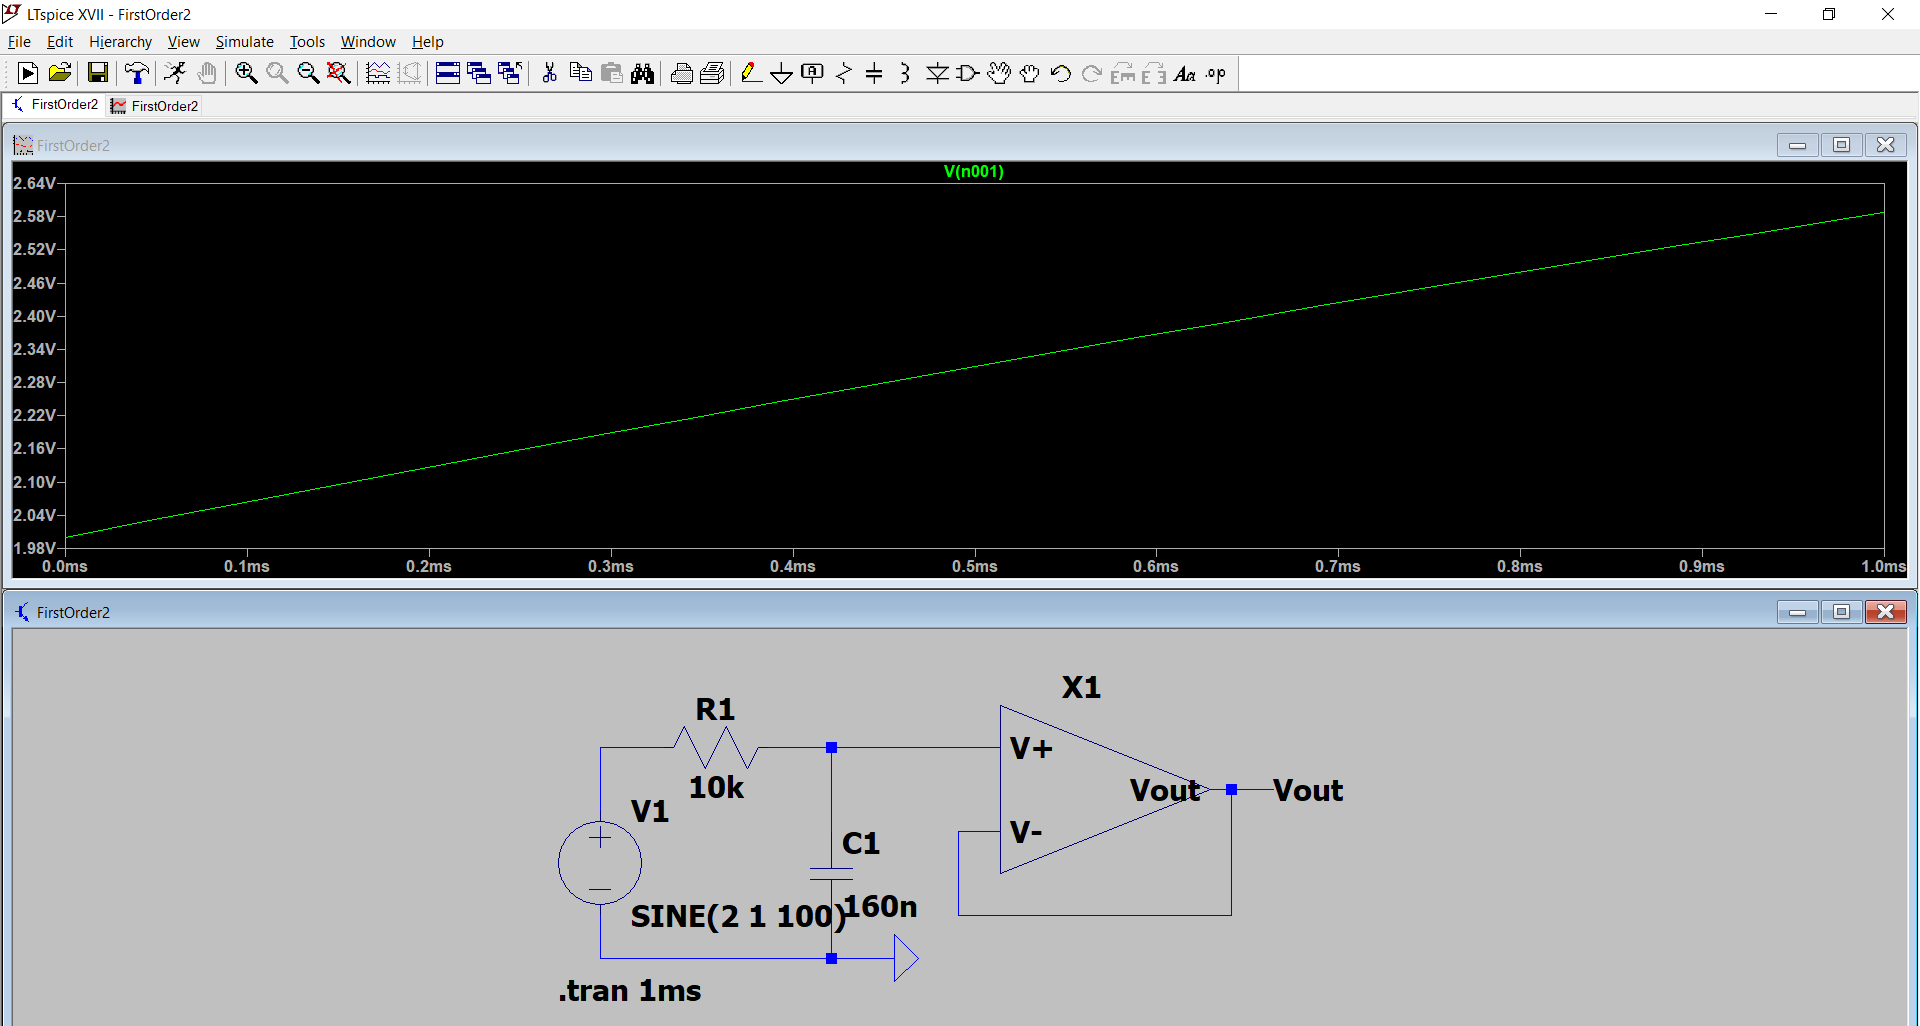 LTspice XVII - FirstOrder2
File Edit Hierarchy View Simulate Tools Window Help
A Aa .op
FirstOrder2 FirstOrder2
FirstOrder2
V(n001)
2.64V
2.58V
2.52V
2.46V
2.40V
2.34V
2.28V
2.22V
2.16V
2.10V
2.04V
1.98V
0.0ms 0.1ms 0.2ms 0.3ms 0.4ms 0.5ms 0.6ms 0.7ms 0.8ms 0.9ms 1.0ms
FirstOrder2
X1
R1
V+
10k
Vout Vout
V1
V-
C1
160n
SINE(2 1 100)
.tran 1ms